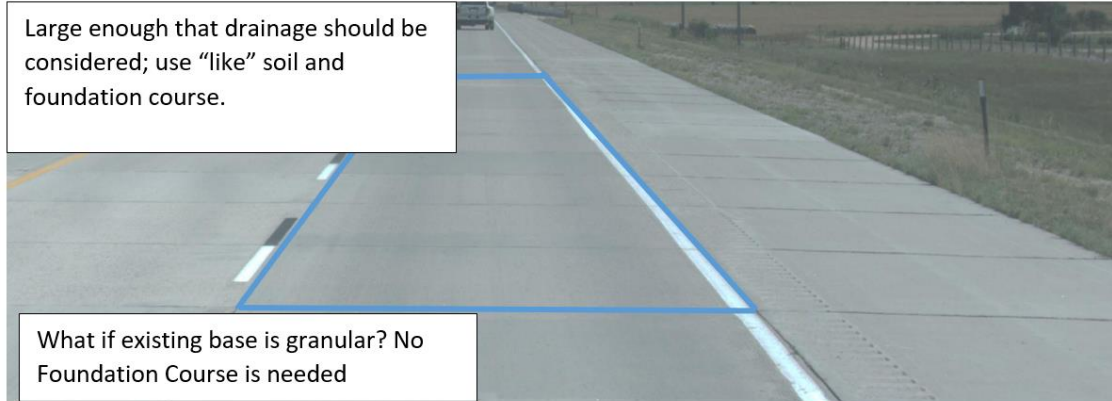 Large enough that drainage should be
considered; use “like” soil and
foundation course.
What if existing base is granular? No
Foundation Course is needed